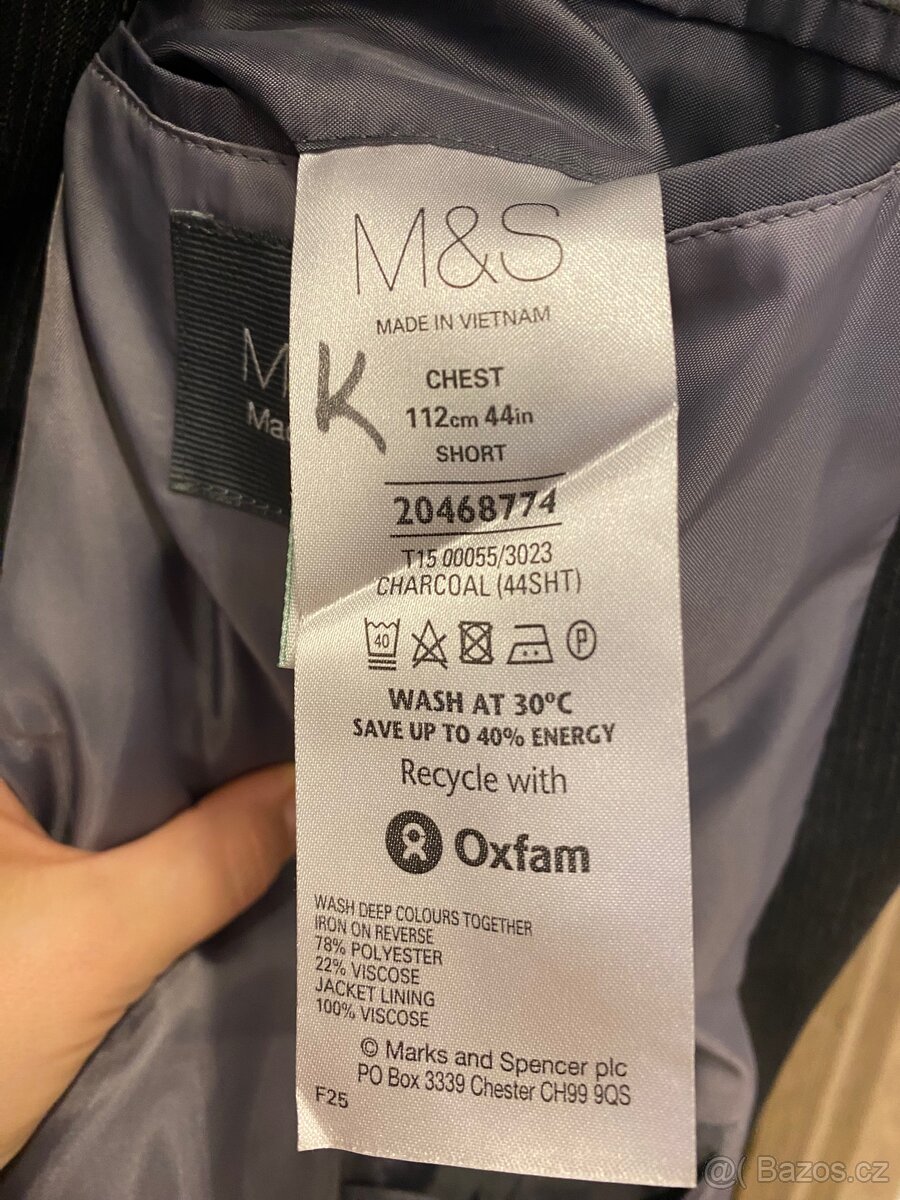 M&S
MADE IN VIETNAM
K
CHEST
112cm 44in
SHORT
20468774
T15 00055/3023
CHARCOAL (44SHT)
40
P
WASH AT 30ºC
SAVE UP TO 40% ENERGY
Recycle with
Oxfam
WASH DEEP COLOURS TOGETHER
IRON ON REVERSE
78% POLYESTER
22% VISCOSE
JACKET LINING
100% VISCOSE
© Marks and Spencer plc
PO Box 3339 Chester CH99 9QS
F25
M
Ma
@( Bazos.cz